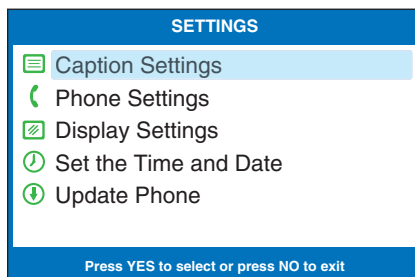 SETTINGS
Caption Settings
Phone Settings
Display Settings
Set the Time and Date
Update Phone
Press YES to select or press NO to exit